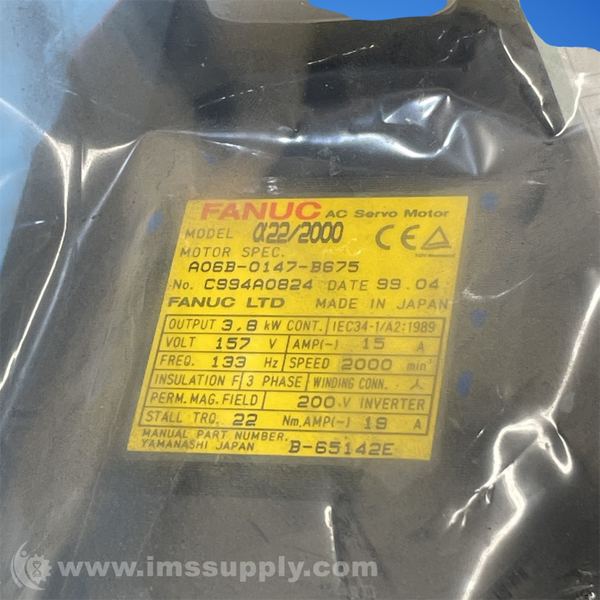 FANUC AC Servo Motor
MODEL α22/2000
CE
MOTOR SPEC.
A06B-0147-B675
No. C994A0824 DATE 99.04
FANUC LTD MADE IN JAPAN
OUTPUT 3.8 kW CONT. IEC34-1/A2:1989
VOLT 157 V AMP(~) 15 A
FREQ. 133 Hz SPEED 2000 min⁻¹
INSULATION F 3 PHASE WINDING CONN. 人
PERM. MAG. FIELD 200 V INVERTER
STALL TRQ. 22 Nm, AMP(~) 19 A
MANUAL PART NUMBER.
YAMANASHI JAPAN B-65142E
www.imssupply.com